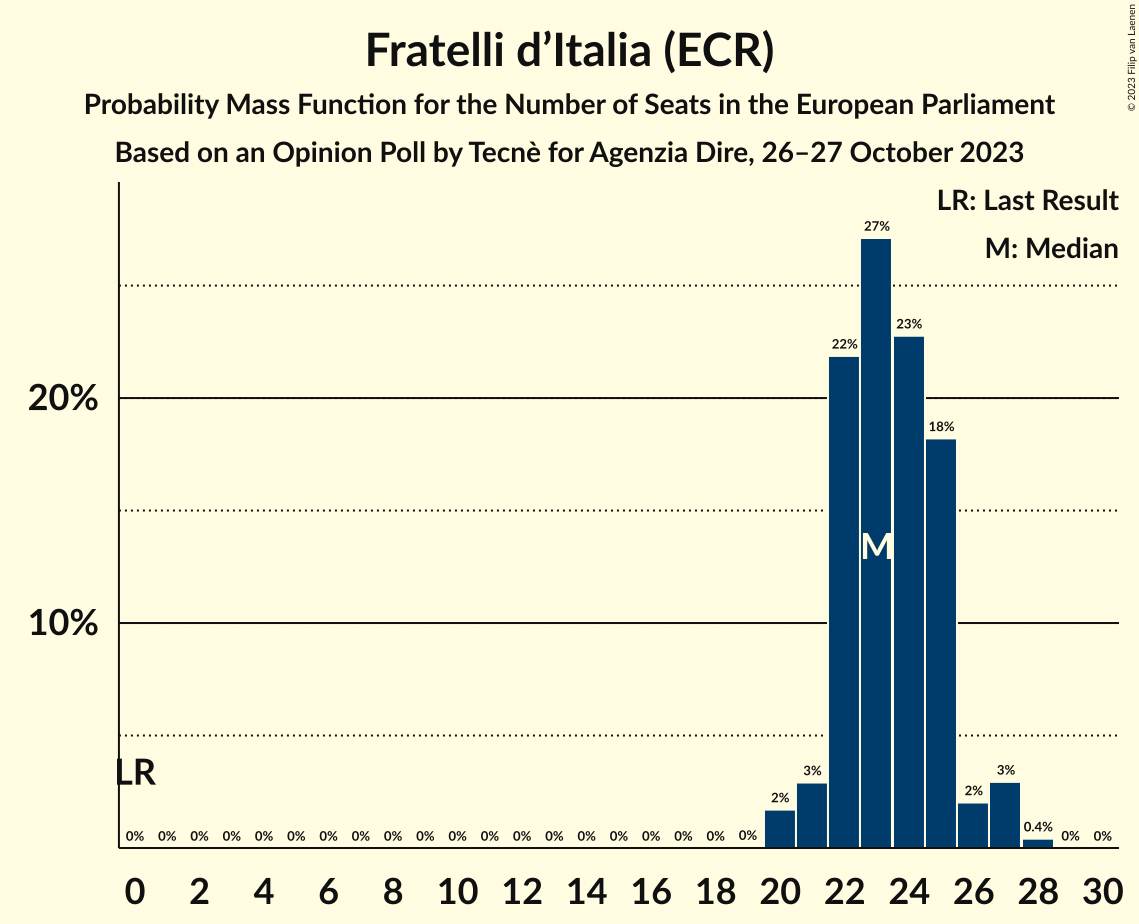 Fratelli d’Italia (ECR)
Probability Mass Function for the Number of Seats in the European Parliament
Based on an Opinion Poll by Tecnè for Agenzia Dire, 26–27 October 2023
© 2023 Filip van Laenen
LR: Last Result
M: Median
27%
23%
22%
20%
18%
M
10%
LR
3%
3%
2%
2%
0.4%
0% 0% 0% 0% 0% 0% 0% 0% 0% 0% 0% 0% 0% 0% 0% 0% 0% 0% 0% 0% 0% 0%
0 2 4 6 8 10 12 14 16 18 20 22 24 26 28 30